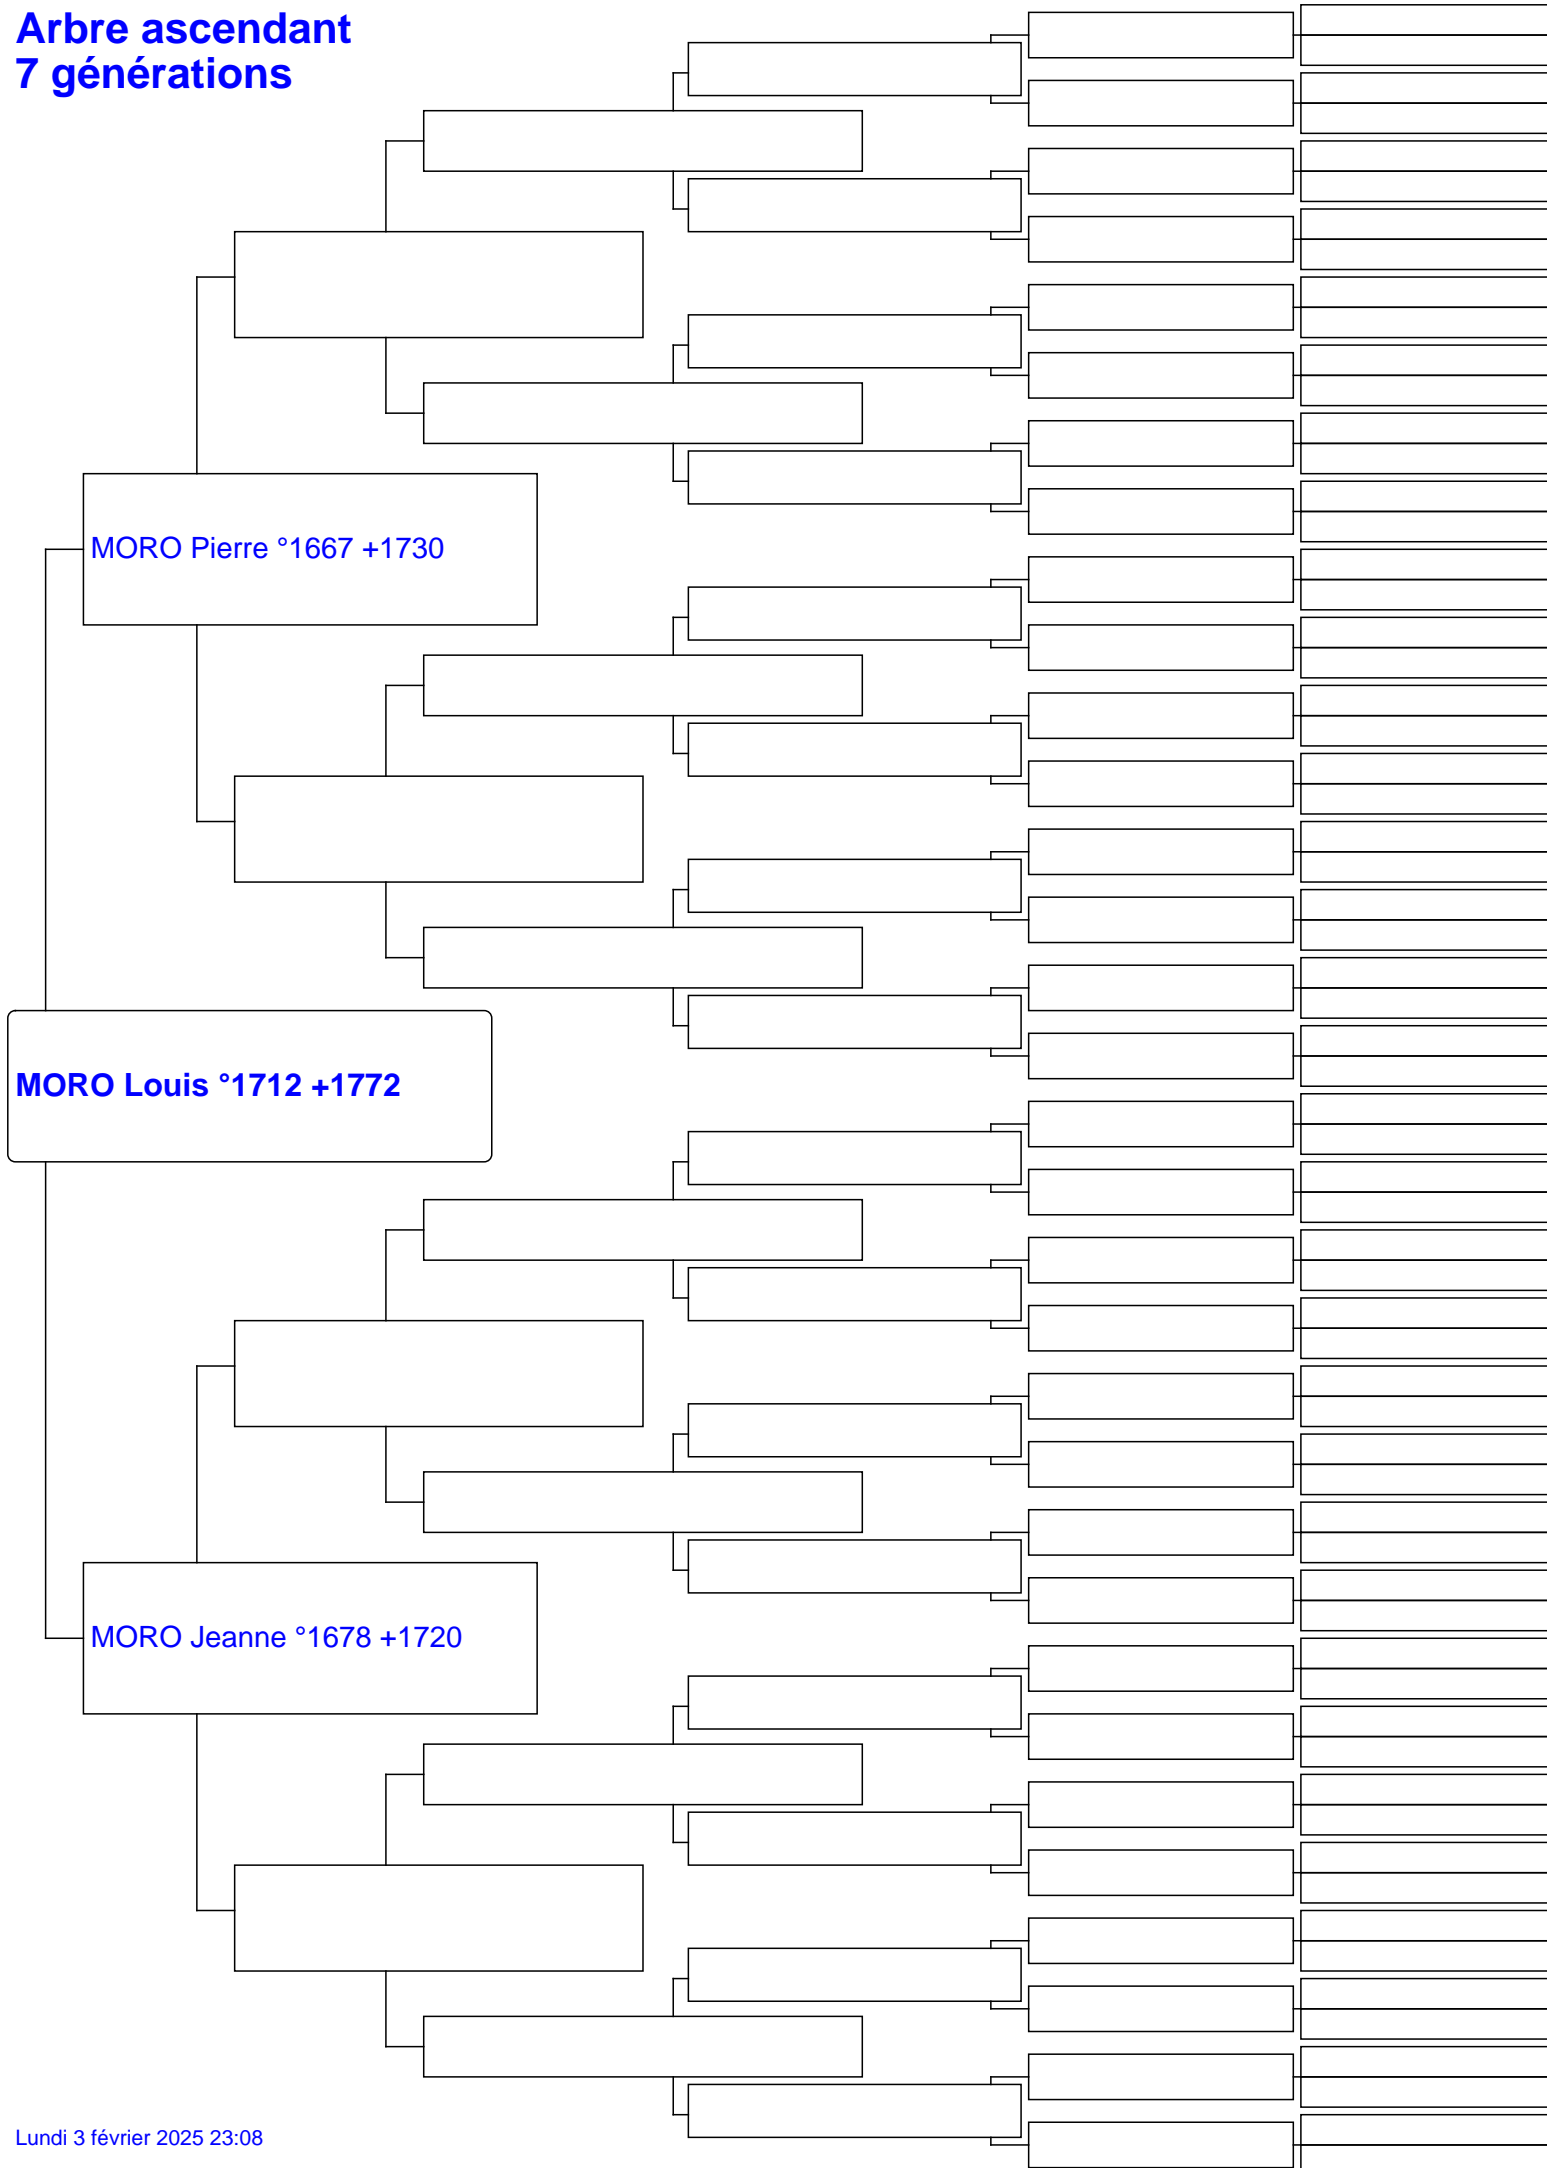 Arbre ascendant
7 générations
MORO Pierre °1667 +1730
MORO Louis °1712 +1772
MORO Jeanne °1678 +1720
Lundi 3 février 2025 23:08